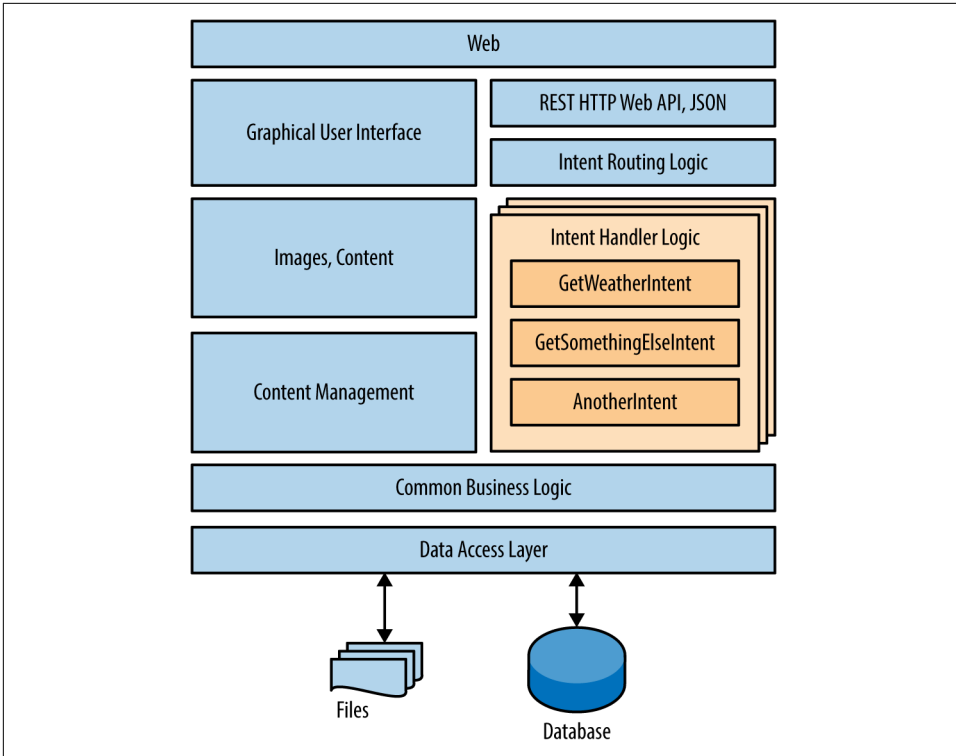 Web
Graphical User Interface
REST HTTP Web API, JSON
Intent Routing Logic
Images, Content
Intent Handler Logic
GetWeatherIntent
GetSomethingElseIntent
AnotherIntent
Content Management
Common Business Logic
Data Access Layer
Files
Database